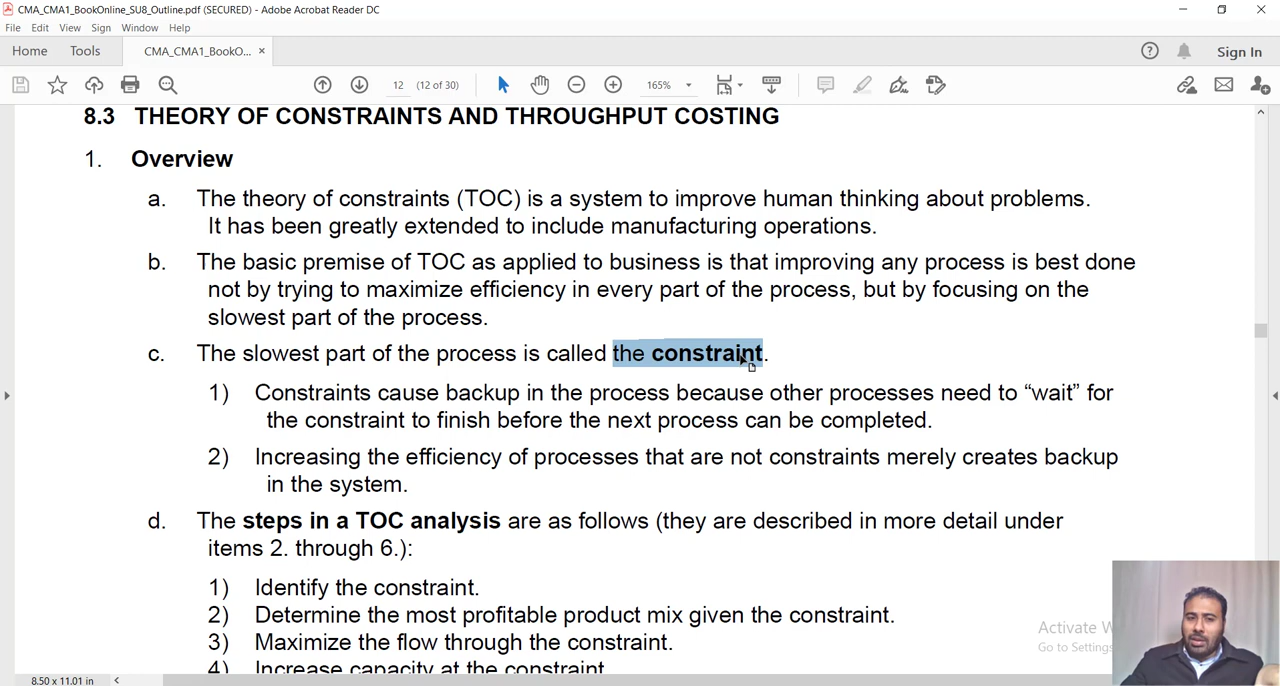 CMA_CMA1_BookOnline_SU8_Outline.pdf (SECURED) - Adobe Acrobat Reader DC
File Edit View Sign Window Help
Home Tools CMA_CMA1_BookO... × Sign In
12 (12 of 30) 165%
8.3 THEORY OF CONSTRAINTS AND THROUGHPUT COSTING
1. Overview
a. The theory of constraints (TOC) is a system to improve human thinking about problems.
It has been greatly extended to include manufacturing operations.
b. The basic premise of TOC as applied to business is that improving any process is best done
not by trying to maximize efficiency in every part of the process, but by focusing on the
slowest part of the process.
c. The slowest part of the process is called the constraint.
1) Constraints cause backup in the process because other processes need to “wait” for
the constraint to finish before the next process can be completed.
2) Increasing the efficiency of processes that are not constraints merely creates backup
in the system.
d. The steps in a TOC analysis are as follows (they are described in more detail under
items 2. through 6.):
1) Identify the constraint.
2) Determine the most profitable product mix given the constraint.
3) Maximize the flow through the constraint.
4) Increase capacity at the constraint
Activate W
Go to Settings
8.50 x 11.01 in